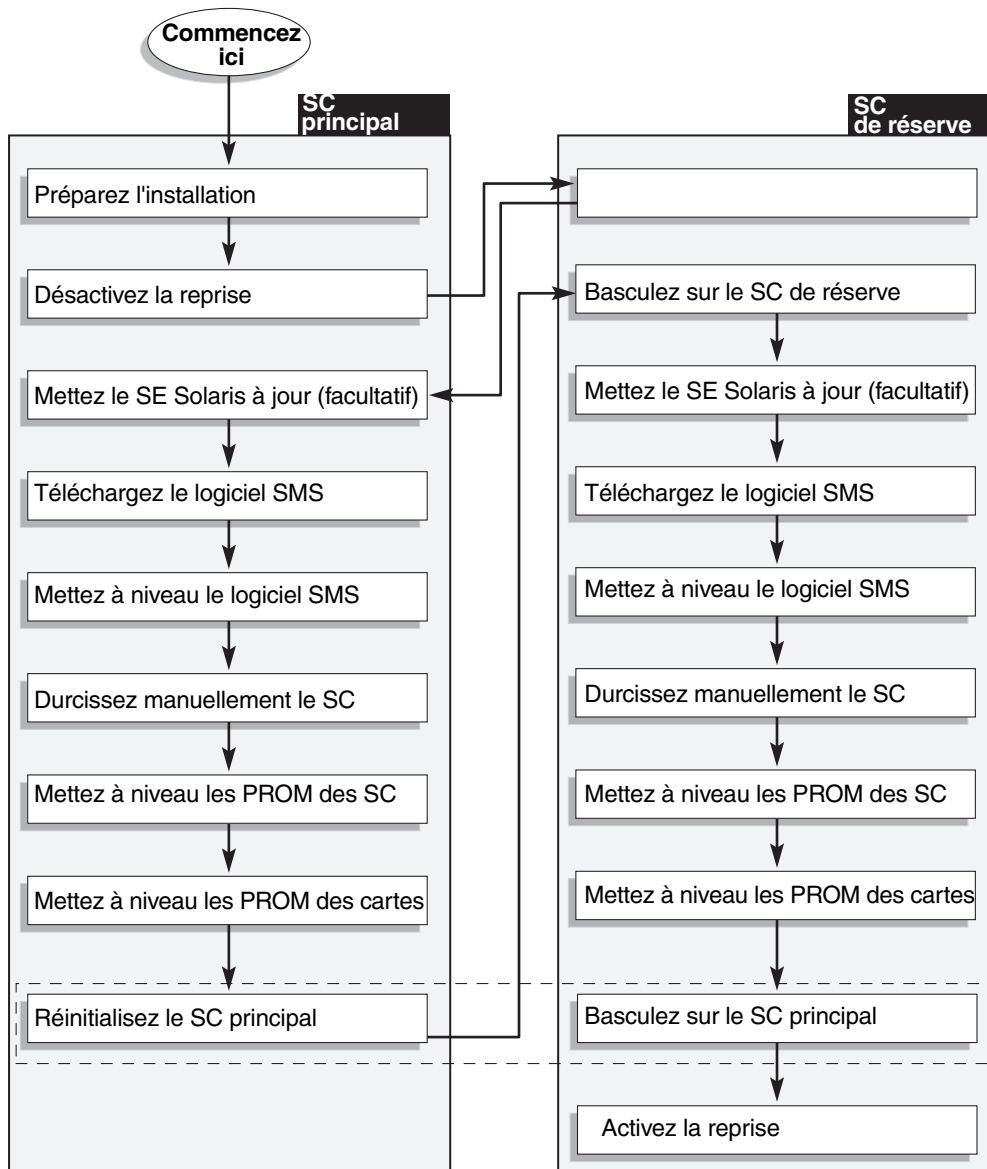 Commencez
ici
SC
principal
Préparez l'installation
Désactivez la reprise
Mettez le SE Solaris à jour (facultatif)
Téléchargez le logiciel SMS
Mettez à niveau le logiciel SMS
Durcissez manuellement le SC
Mettez à niveau les PROM des SC
Mettez à niveau les PROM des cartes
Réinitialisez le SC principal
SC
de réserve
Basculez sur le SC de réserve
Mettez le SE Solaris à jour (facultatif)
Téléchargez le logiciel SMS
Mettez à niveau le logiciel SMS
Durcissez manuellement le SC
Mettez à niveau les PROM des SC
Mettez à niveau les PROM des cartes
Basculez sur le SC principal
Activez la reprise